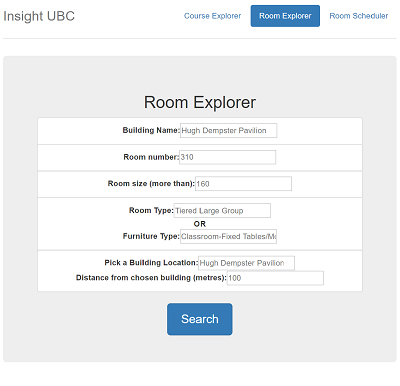 Insight UBC
Course Explorer Room Explorer Room Scheduler
Room Explorer
Building Name: Hugh Dempster Pavilion
Room number: 310
Room size (more than): 160
Room Type: Tiered Large Group
OR
Furniture Type: Classroom-Fixed Tables/Mo
Pick a Building Location: Hugh Dempster Pavilion
Distance from chosen building (metres): 100
Search